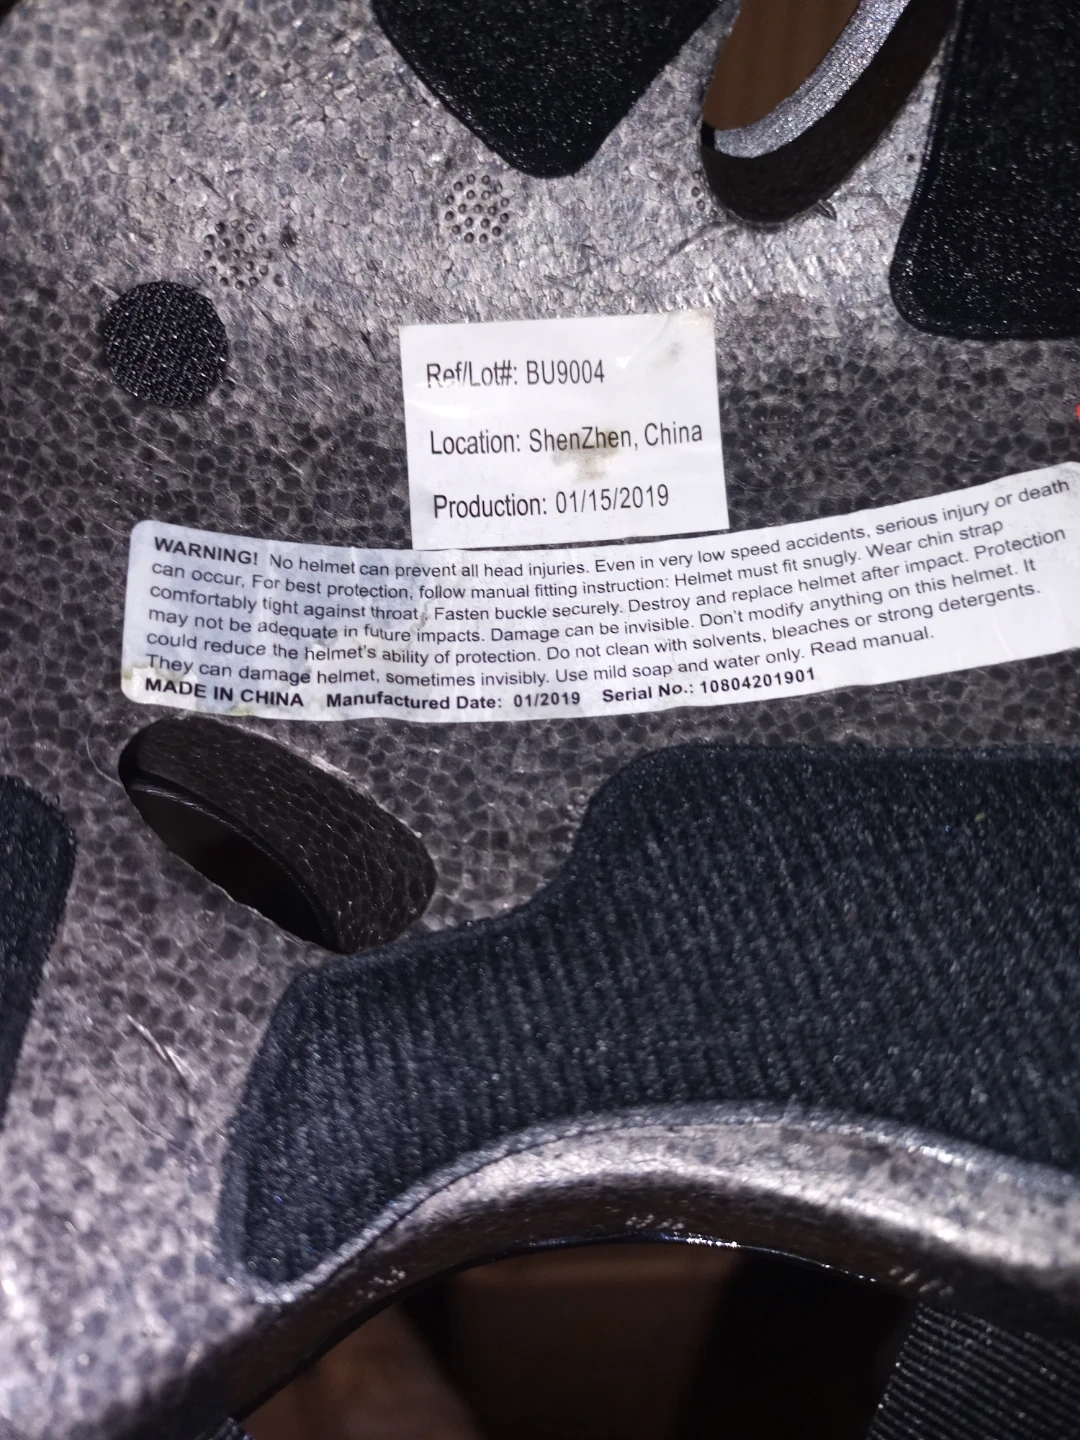 Ref/Lot#: BU9004
Location: ShenZhen, China
Production: 01/15/2019
WARNING! No helmet can prevent all head injuries. Even in very low speed accidents, serious injury or death
can occur, For best protection, follow manual fitting instruction: Helmet must fit snugly. Wear chin strap
comfortably tight against throat, Fasten buckle securely. Destroy and replace helmet after impact. Protection
may not be adequate in future impacts. Damage can be invisible. Don't modify anything on this helmet. It
could reduce the helmet's ability of protection. Do not clean with solvents, bleaches or strong detergents.
They can damage helmet, sometimes invisibly. Use mild soap and water only. Read manual.
MADE IN CHINA Manufactured Date: 01/2019 Serial No.: 10804201901